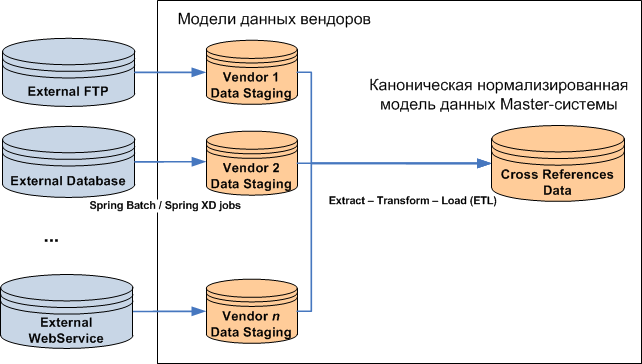 Модели данных вендоров
External FTP
Vendor 1
Data Staging
Каноническая нормализированная
модель данных Master-системы
External Database
Vendor 2
Data Staging
Cross References
Data
Spring Batch / Spring XD jobs
Extract – Transform – Load (ETL)
...
External
WebService
Vendor n
Data Staging